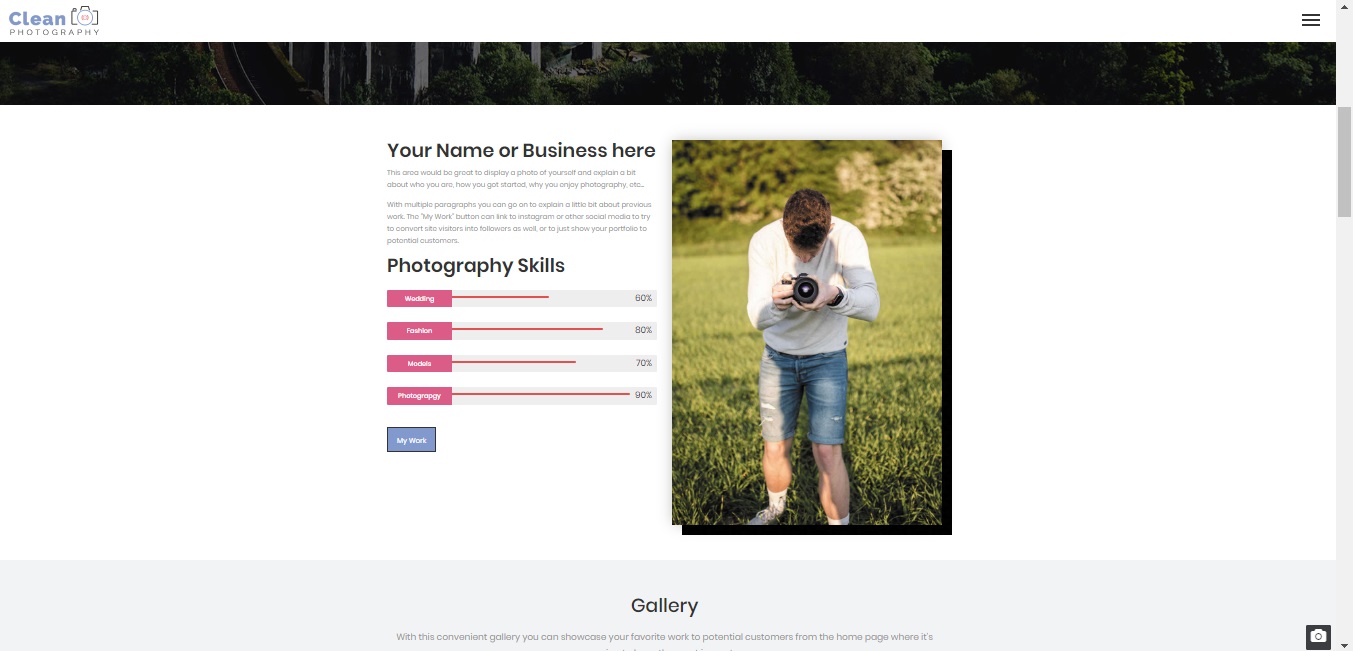 Clean
PHOTOGRAPHY
Your Name or Business here
This area would be great to display a photo of yourself and explain a bit
about who you are, how you got started, why you enjoy photography, etc...
With multiple paragraphs you can go on to explain a little bit about previous
work. The "My Work" button can link to instagram or other social media to try
to convert site visitors into followers as well, or to just show your portfolio to
potential customers.
Photography Skills
Wedding 60%
Fashion 80%
Models 70%
Photograpgy 90%
My Work
Gallery
With this convenient gallery you can showcase your favorite work to potential customers from the home page where it's